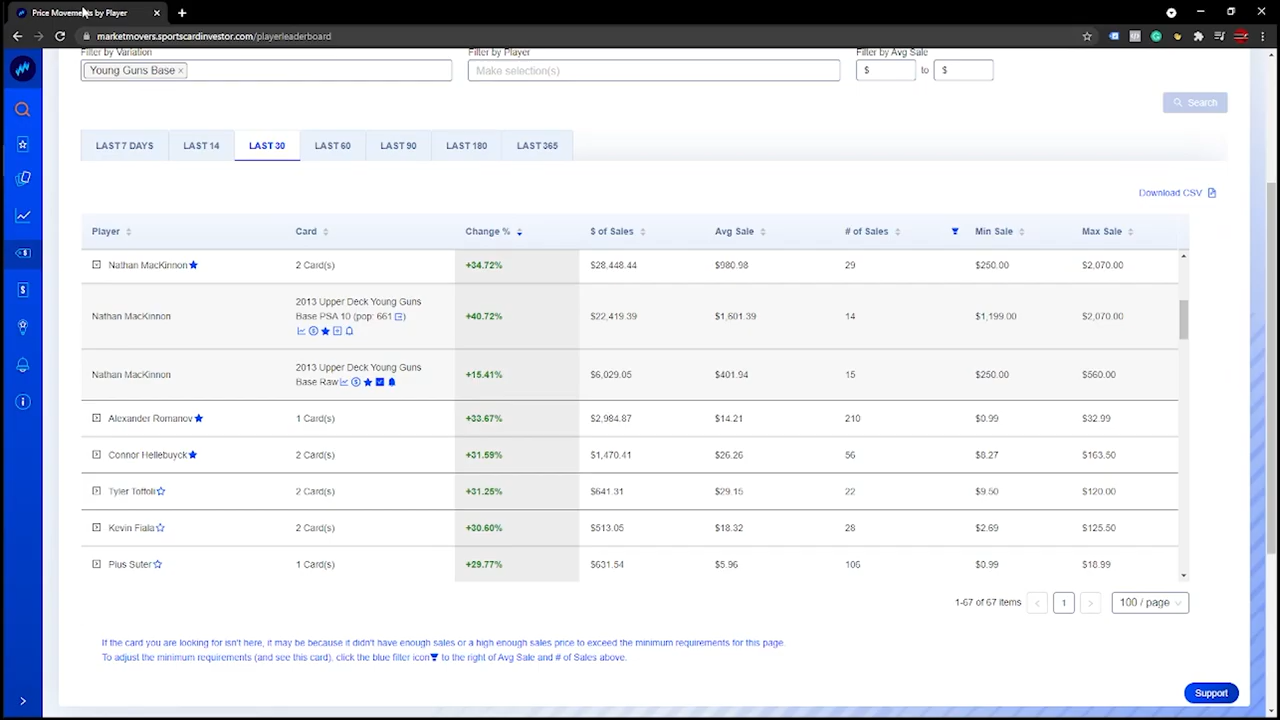 Price Movements by Player
marketmovers.sportscardinvestor.com/playerleaderboard
Filter by Variation
Filter by Player
Filter by Avg Sale
Young Guns Base ×
Make selection(s)
$ to $
Search
LAST 7 DAYS LAST 14 LAST 30 LAST 60 LAST 90 LAST 180 LAST 365
Download CSV
Player Card Change % $ of Sales Avg Sale # of Sales Min Sale Max Sale
Nathan MacKinnon 2 Card(s) +34.72% $28,448.44 $980.98 29 $250.00 $2,070.00
2013 Upper Deck Young Guns
Nathan MacKinnon Base PSA 10 (pop: 661 ) +40.72% $22,419.39 $1,601.39 14 $1,199.00 $2,070.00
2013 Upper Deck Young Guns
Nathan MacKinnon Base Raw +15.41% $6,029.05 $401.94 15 $250.00 $560.00
Alexander Romanov 1 Card(s) +33.67% $2,984.87 $14.21 210 $0.99 $32.99
Connor Hellebuyck 2 Card(s) +31.59% $1,470.41 $26.26 56 $8.27 $163.50
Tyler Toffoli 2 Card(s) +31.25% $641.31 $29.15 22 $9.50 $120.00
Kevin Fiala 2 Card(s) +30.60% $513.05 $18.32 28 $2.69 $125.50
Pius Suter 1 Card(s) +29.77% $631.54 $5.96 106 $0.99 $18.99
1-67 of 67 items < 1 > 100 / page
If the card you are looking for isn't here, it may be because it didn't have enough sales or a high enough sales price to exceed the minimum requirements for this page.
To adjust the minimum requirements (and see this card), click the blue filter icon to the right of Avg Sale and # of Sales above.
Support